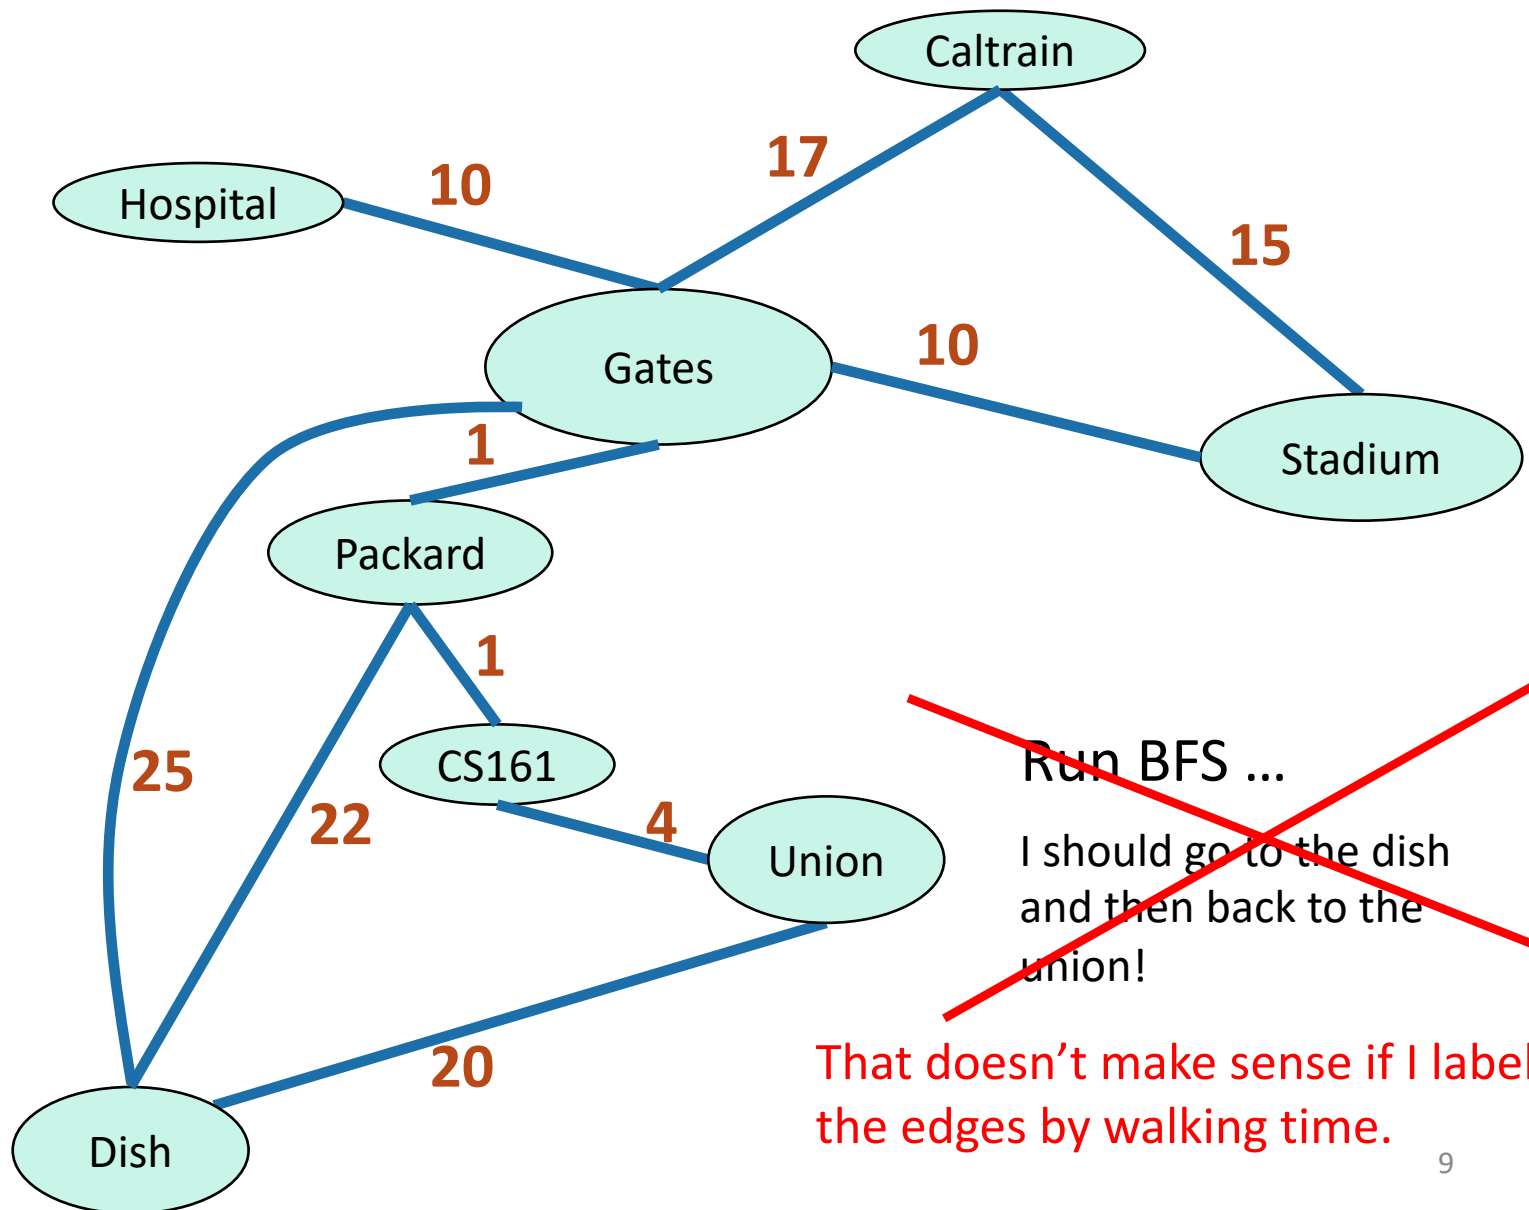 Caltrain
17
10
Hospital
15
10
Gates
1
Stadium
Packard
1
25
CS161
22
4
Union
20
Dish
Run BFS …
I should go to the dish
and then back to the
union!
That doesn’t make sense if I label
the edges by walking time.
9